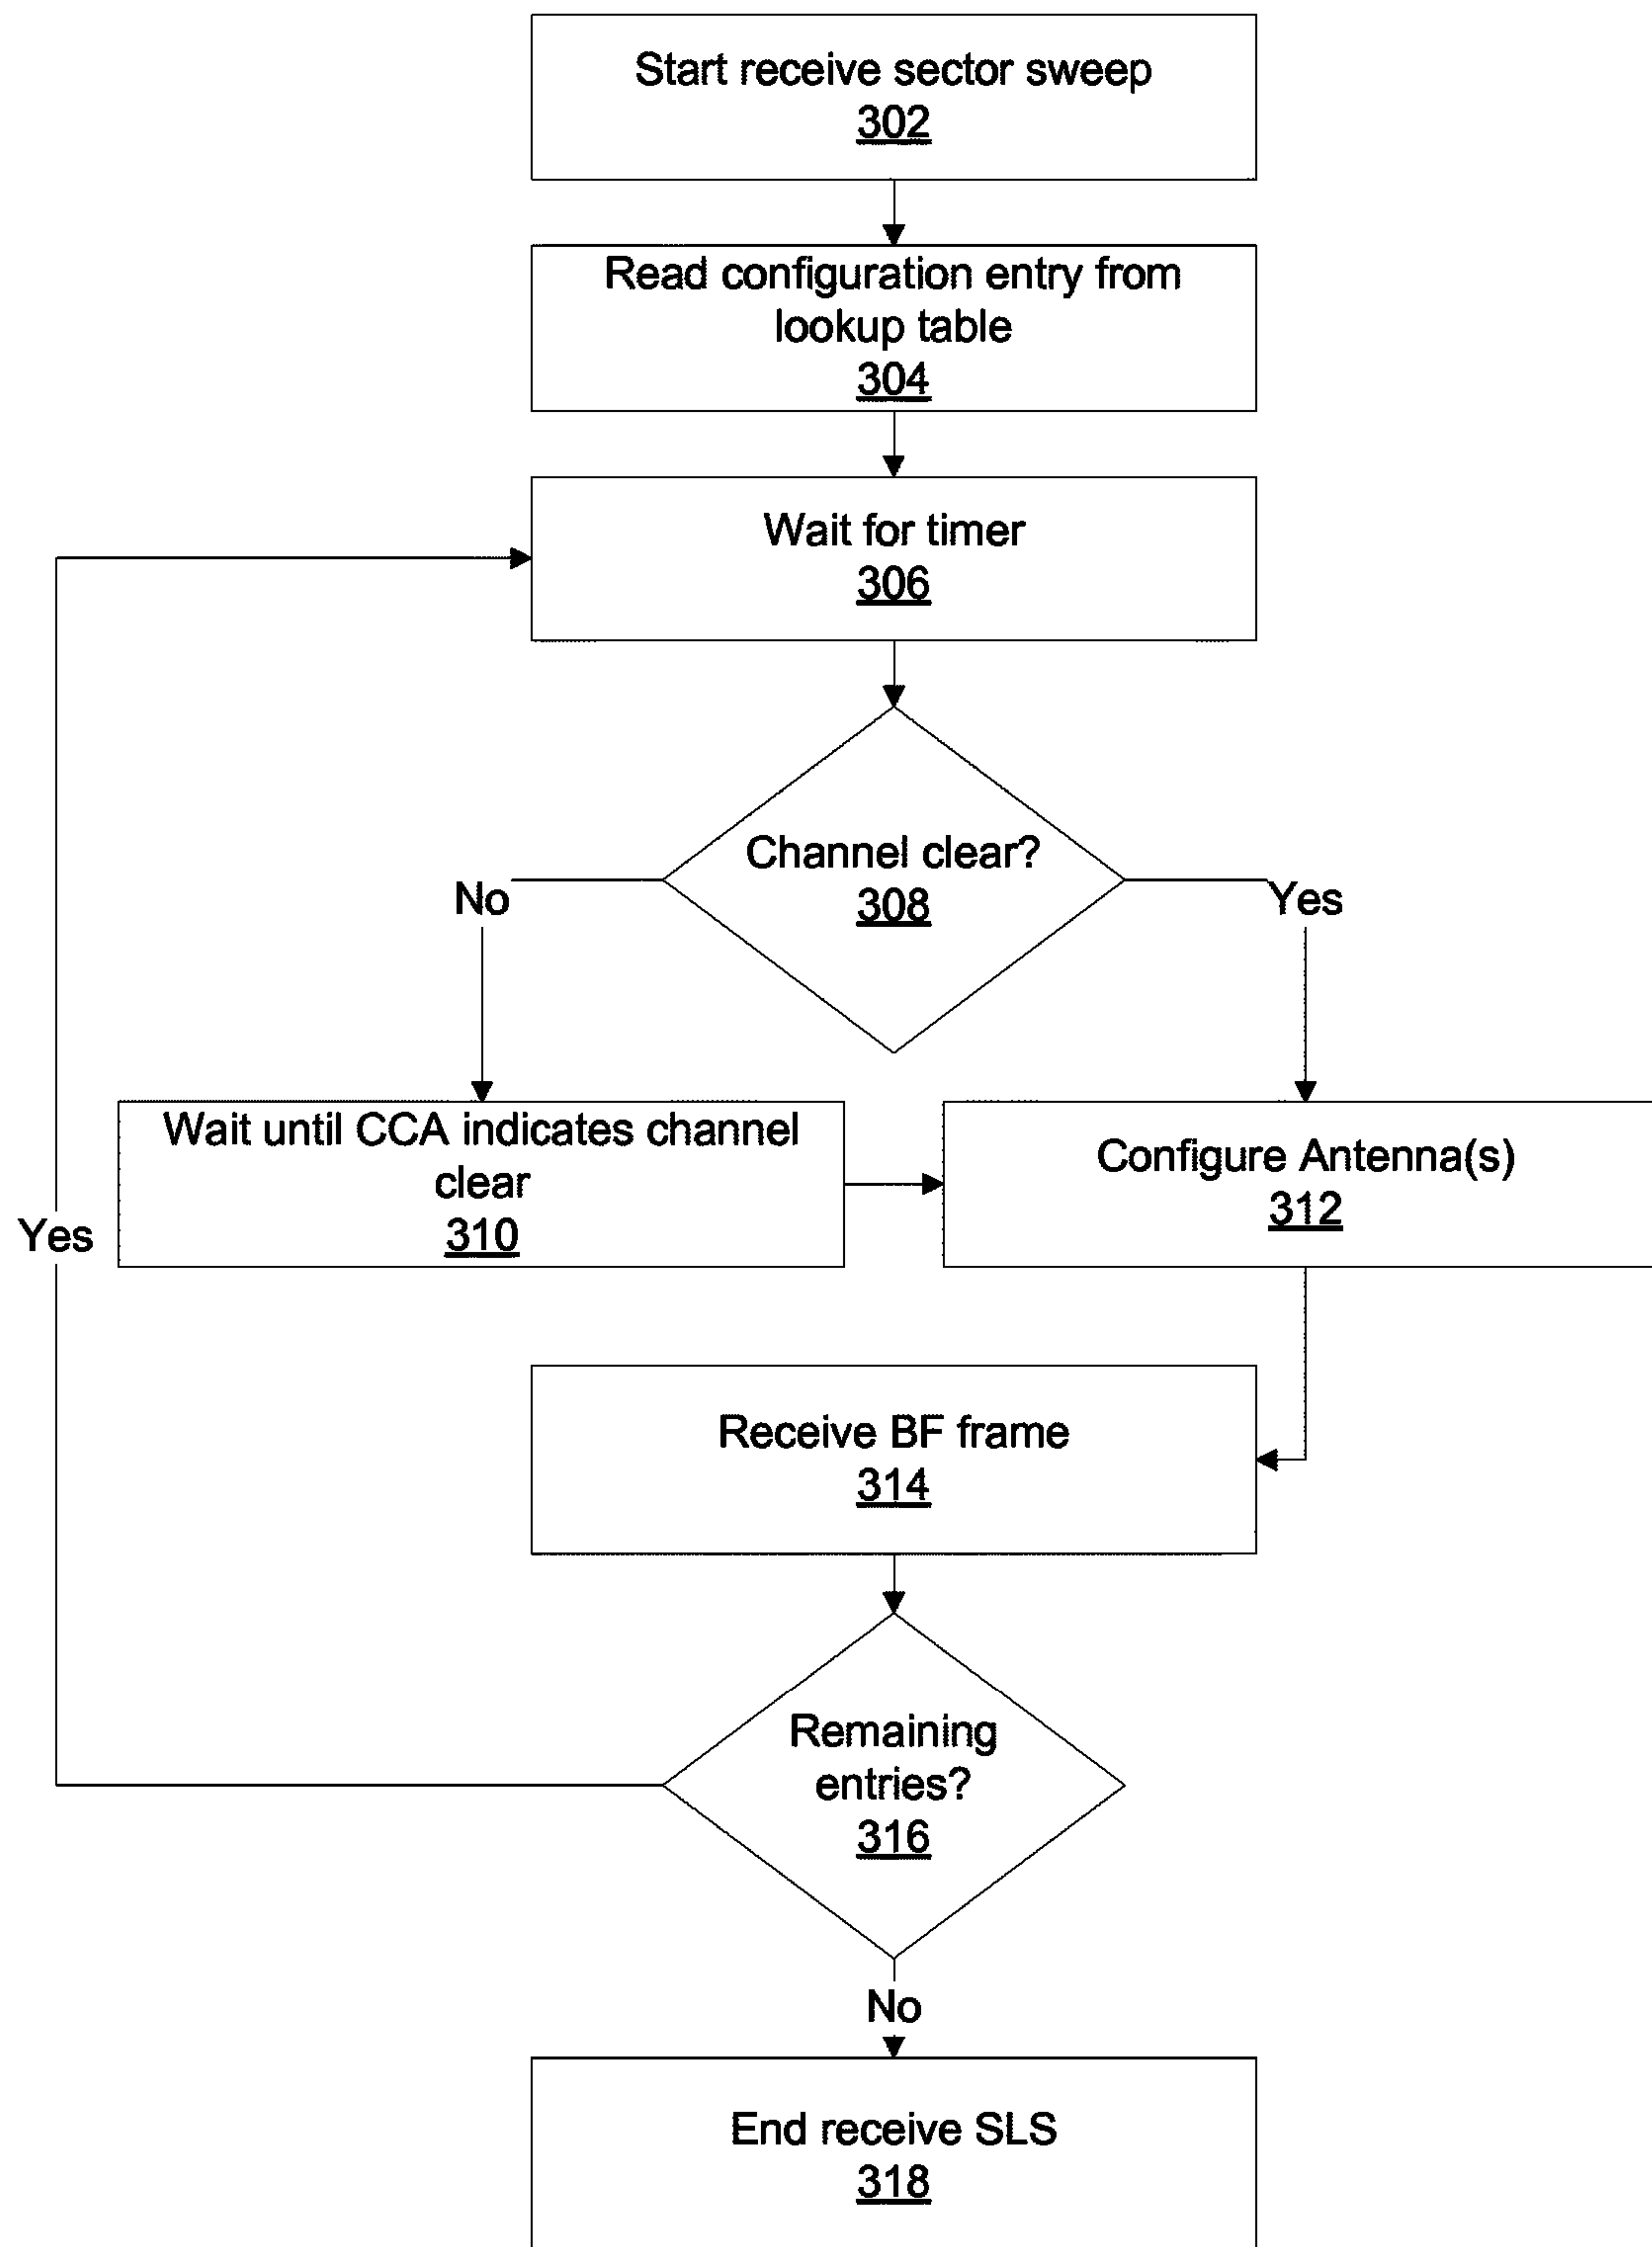 Start receive sector sweep
302
Read configuration entry from
lookup table
304
Wait for timer
306
Channel clear?
308
No
Yes
Wait until CCA indicates channel
clear
310
Configure Antenna(s)
312
Yes
Receive BF frame
314
Remaining
entries?
316
No
End receive SLS
318